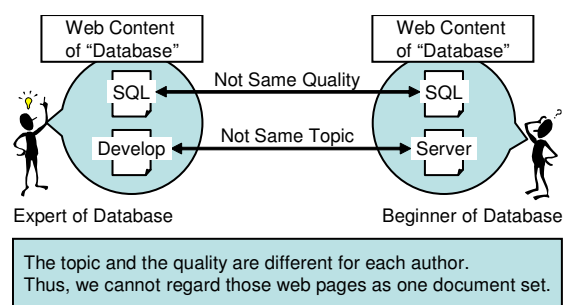 Web Content
of “Database”
Web Content
of “Database”
SQL
Not Same Quality
SQL
Develop
Not Same Topic
Server
Expert of Database
Beginner of Database
The topic and the quality are different for each author.
Thus, we cannot regard those web pages as one document set.